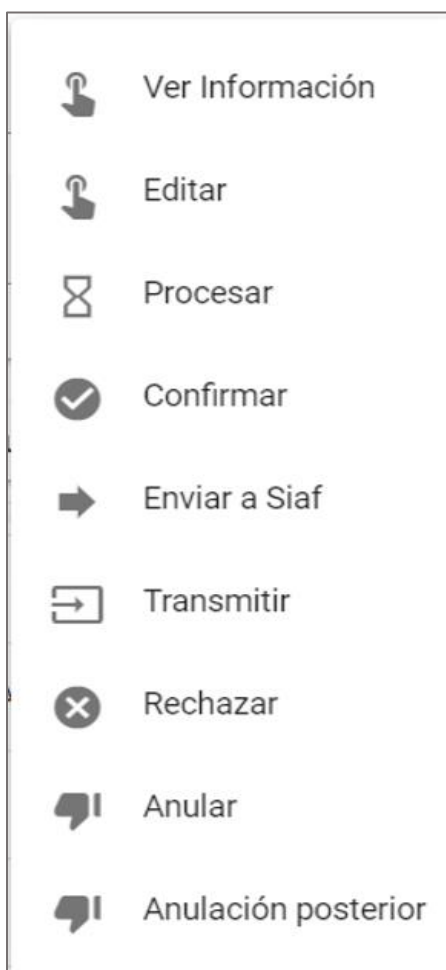 Ver Información
Editar
Procesar
Confirmar
Enviar a Siaf
Transmitir
Rechazar
Anular
Anulación posterior